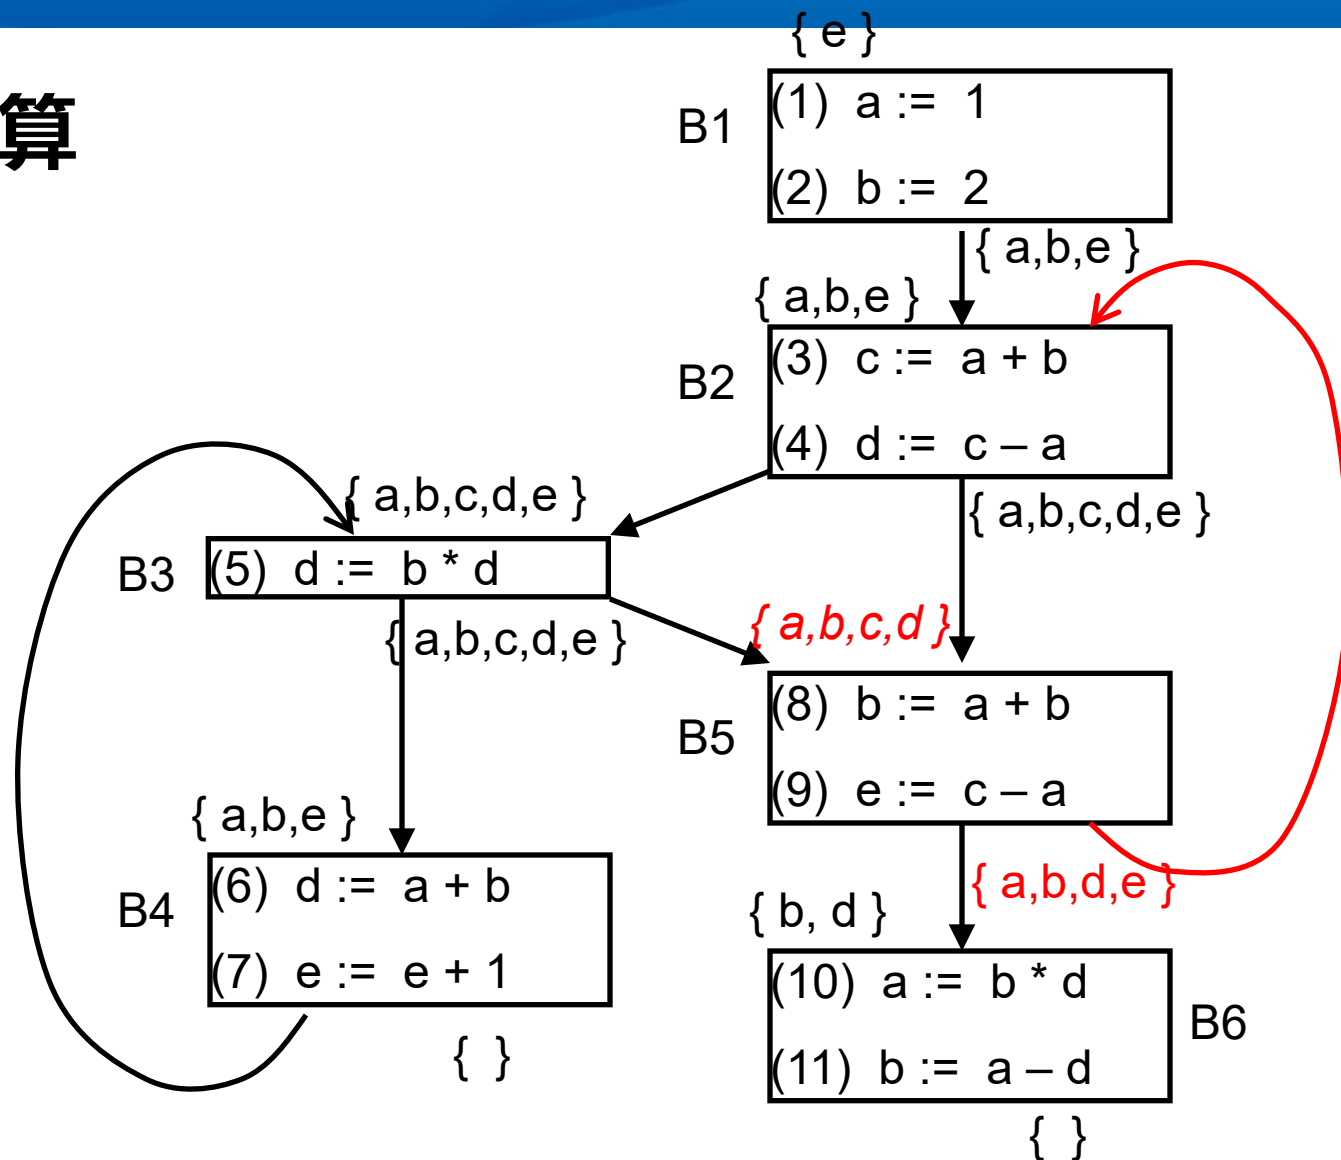 算
{ e }
B1
(1) a := 1
(2) b := 2
{ a,b,e }
{ a,b,e }
B2
(3) c := a + b
(4) d := c – a
{ a,b,c,d,e }
{ a,b,c,d,e }
B3
(5) d := b * d
{ a,b,c,d,e }
{ a,b,c,d }
B5
(8) b := a + b
(9) e := c – a
{ a,b,e }
B4
(6) d := a + b
(7) e := e + 1
{ }
{ a,b,d,e }
{ b, d }
(10) a := b * d
(11) b := a – d
B6
{ }